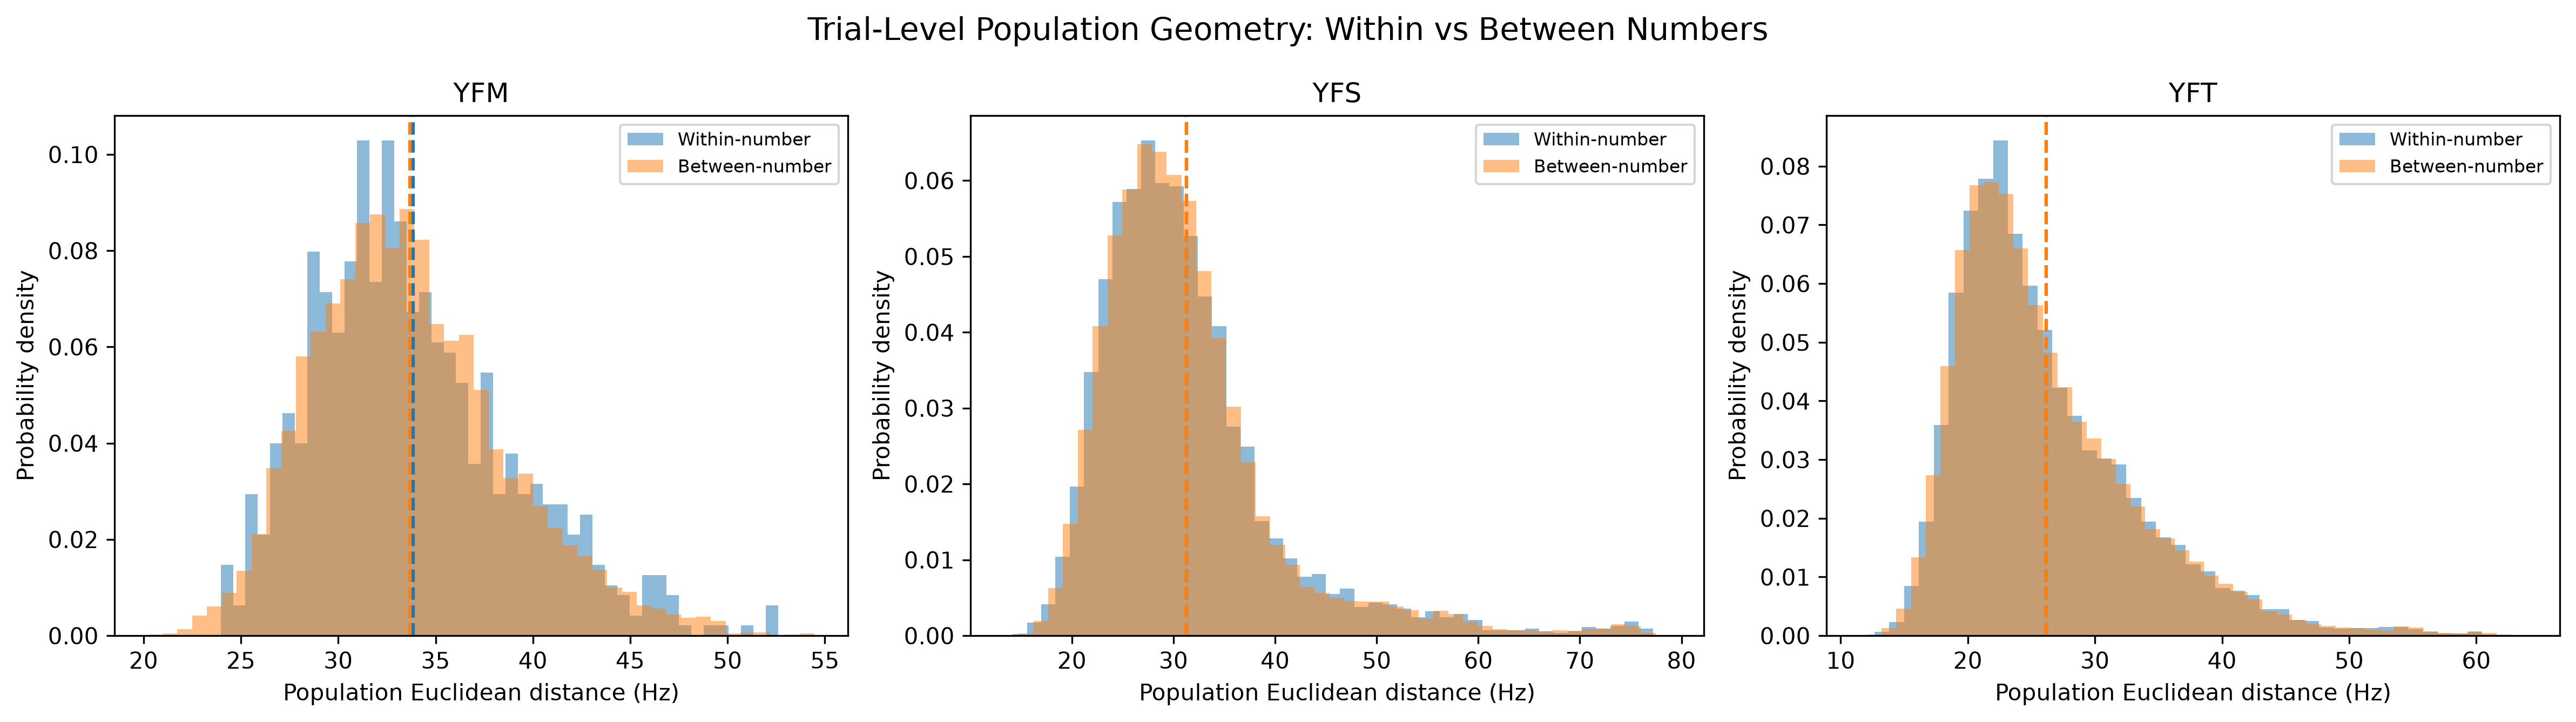 Trial-Level Population Geometry: Within vs Between Numbers
YFM
Within-number
Between-number
Probability density
0.10
0.08
0.06
0.04
0.02
0.00
20 25 30 35 40 45 50 55
Population Euclidean distance (Hz)
YFS
Within-number
Between-number
Probability density
0.06
0.05
0.04
0.03
0.02
0.01
0.00
20 30 40 50 60 70 80
Population Euclidean distance (Hz)
YFT
Within-number
Between-number
Probability density
0.08
0.07
0.06
0.05
0.04
0.03
0.02
0.01
0.00
10 20 30 40 50 60
Population Euclidean distance (Hz)